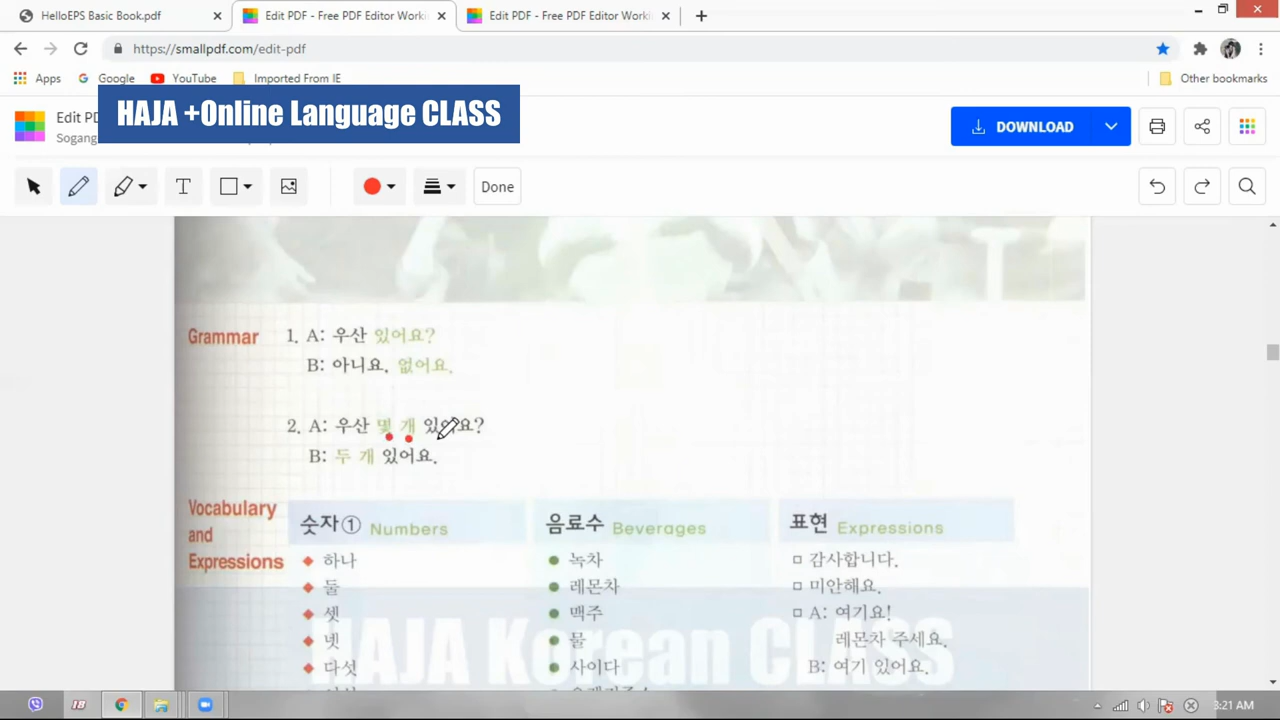 HelloEPS Basic Book.pdf
Edit PDF - Free PDF Editor Worki
Edit PDF - Free PDF Editor Worki
https://smallpdf.com/edit-pdf
Apps Google YouTube Imported From IE Other bookmarks
HAJA +Online Language CLASS
Edit PD
Sogang
DOWNLOAD
T Done
Grammar
1. A: 우산 있어요?
B: 아니요. 없어요.
2. A: 우산 몇 개 있어요?
B: 두 개 있어요.
Vocabulary and Expressions
숫자① Numbers
하나
둘
셋
넷
다섯
음료수 Beverages
녹차
레몬차
맥주
물
사이다
표현 Expressions
감사합니다.
미안해요.
A: 여기요!
레몬차 주세요.
B: 여기 있어요.
HAJA Korean CLASS
18
3:21 AM